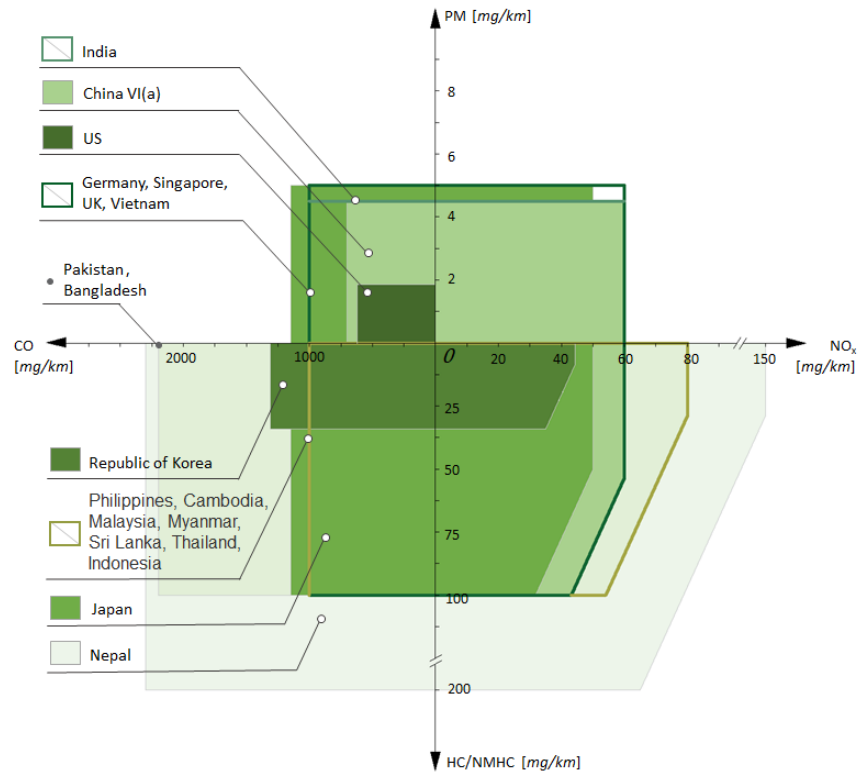 PM [mg/km]
India
China VI(a)
US
Germany, Singapore,
UK, Vietnam
Pakistan,
Bangladesh
8
6
4
2
CO
[mg/km]
2000
1000
O
20
40
60
80
150
NOx
[mg/km]
25
50
75
100
200
Republic of Korea
Philippines, Cambodia,
Malaysia, Myanmar,
Sri Lanka, Thailand,
Indonesia
Japan
Nepal
HC/NMHC [mg/km]